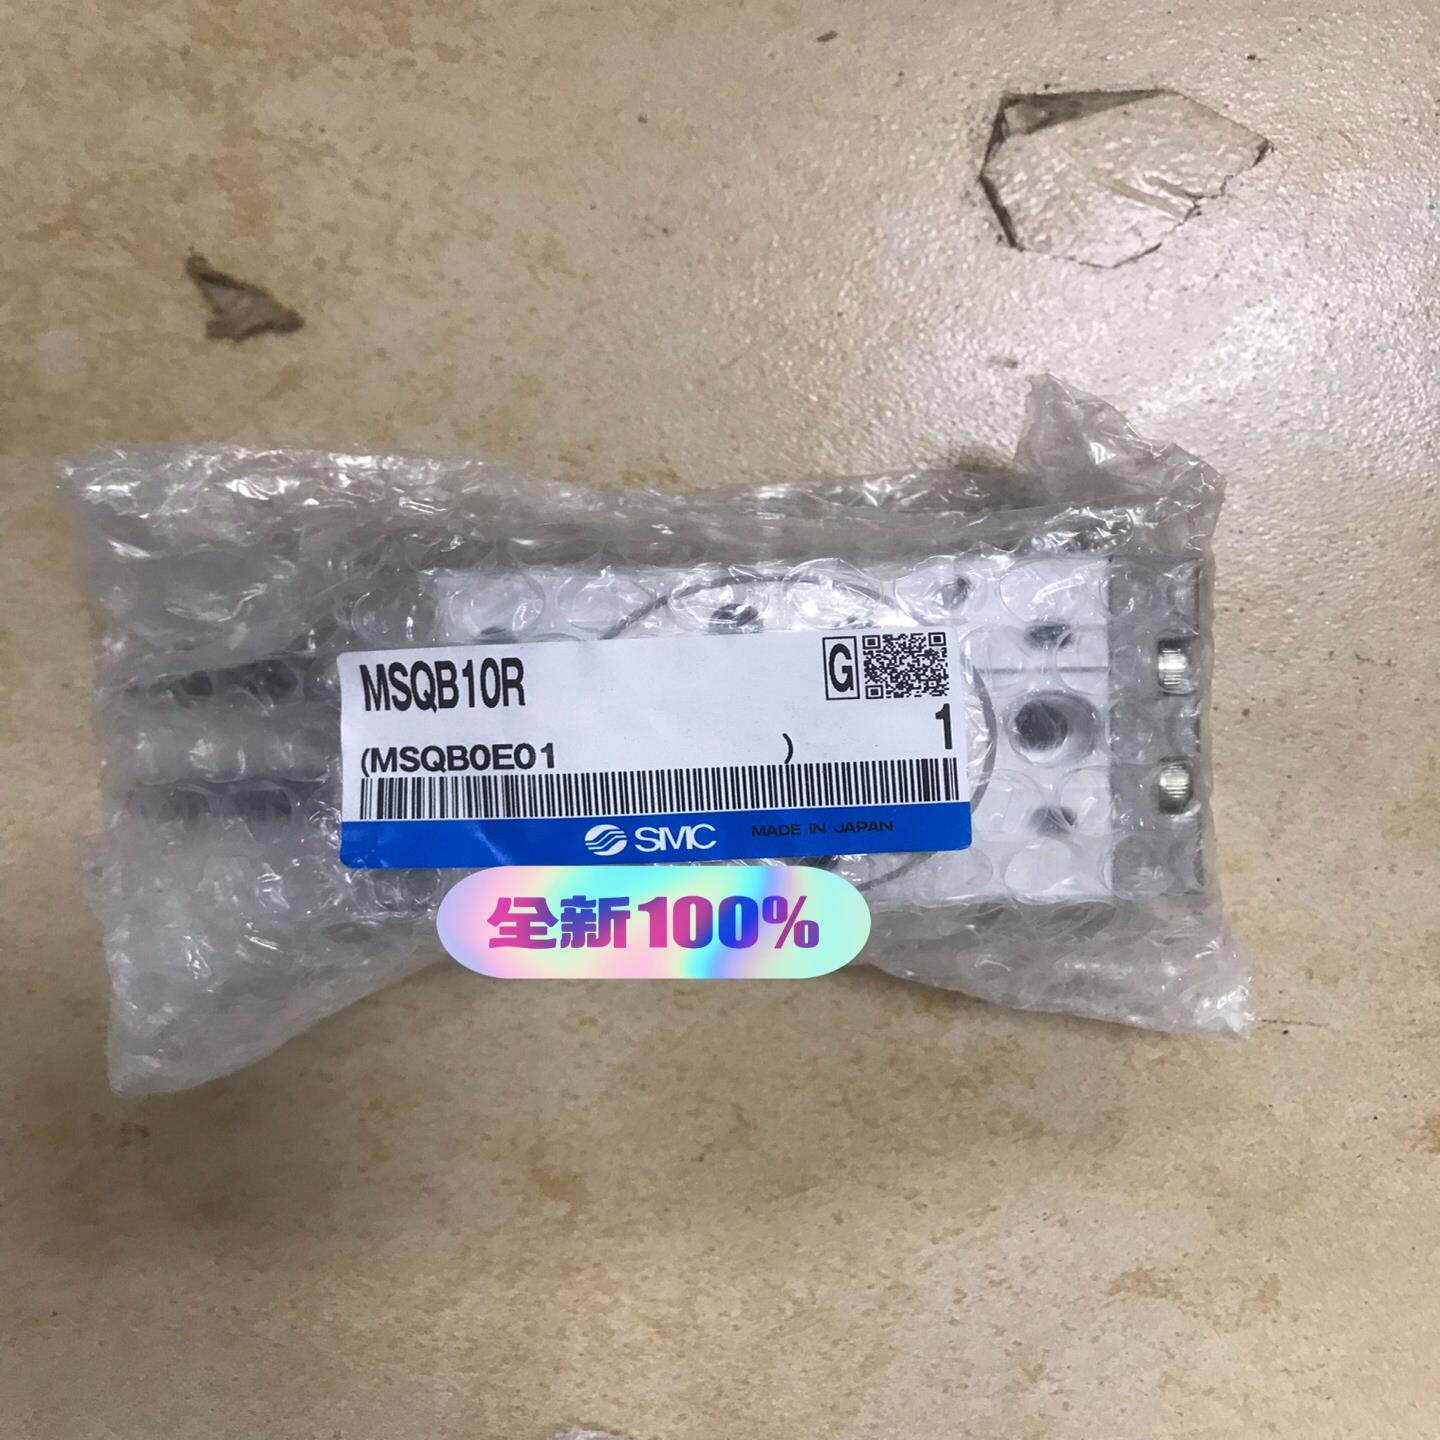 MSQB10R
G
1
(MSQB0E01 )
SMC MADE IN JAPAN
全新100%